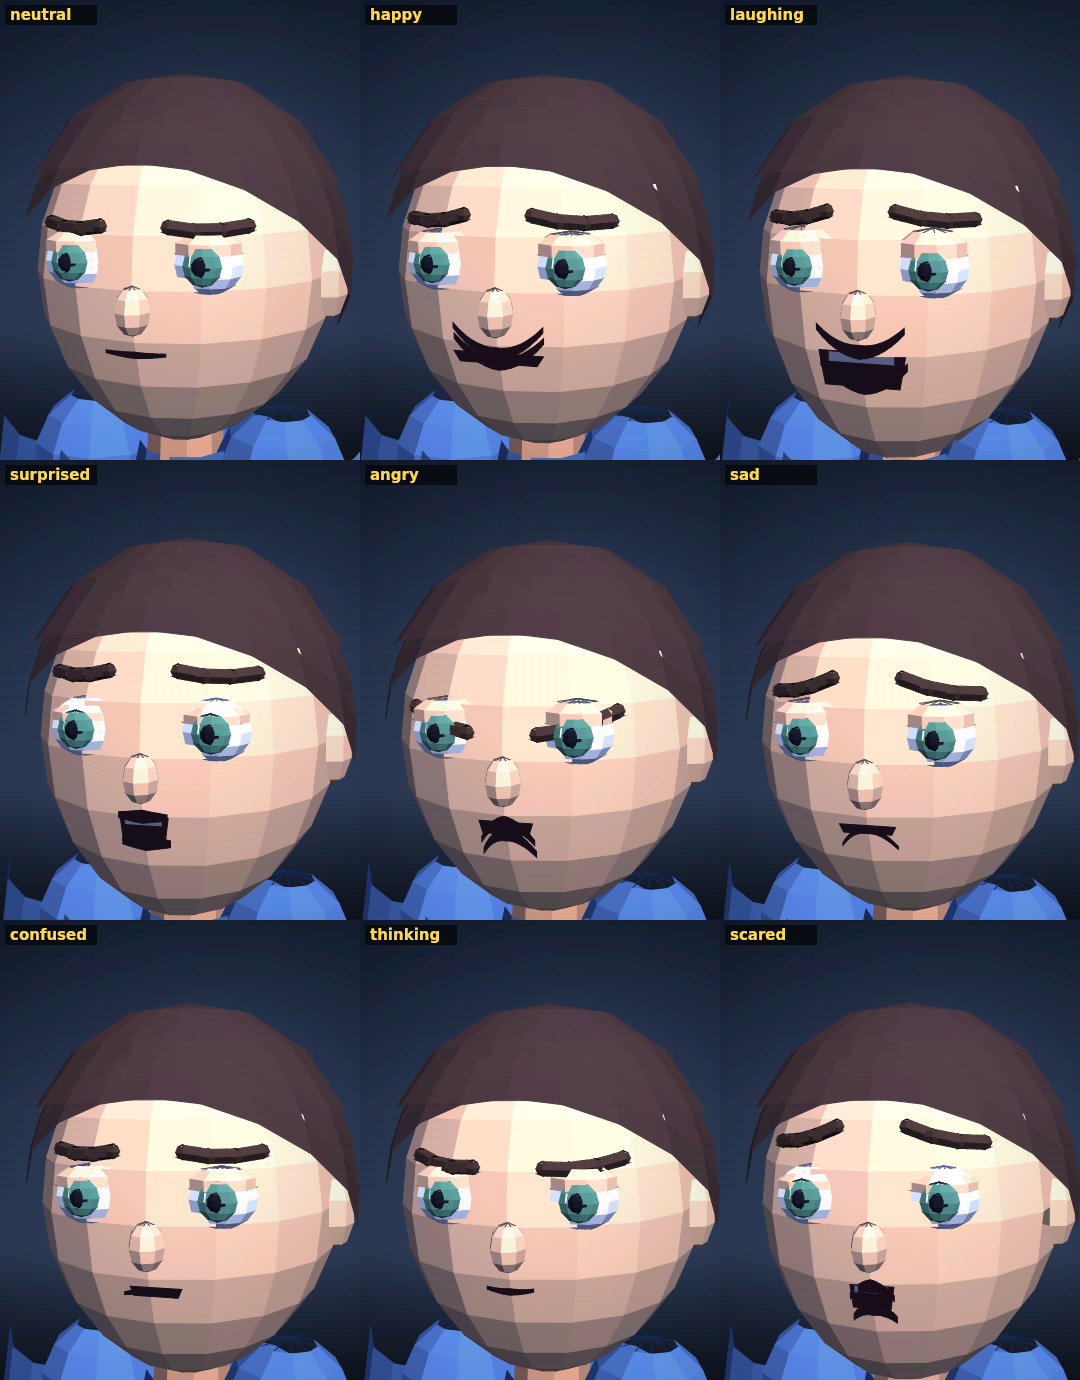 neutral
happy
laughing
surprised
angry
sad
confused
thinking
scared